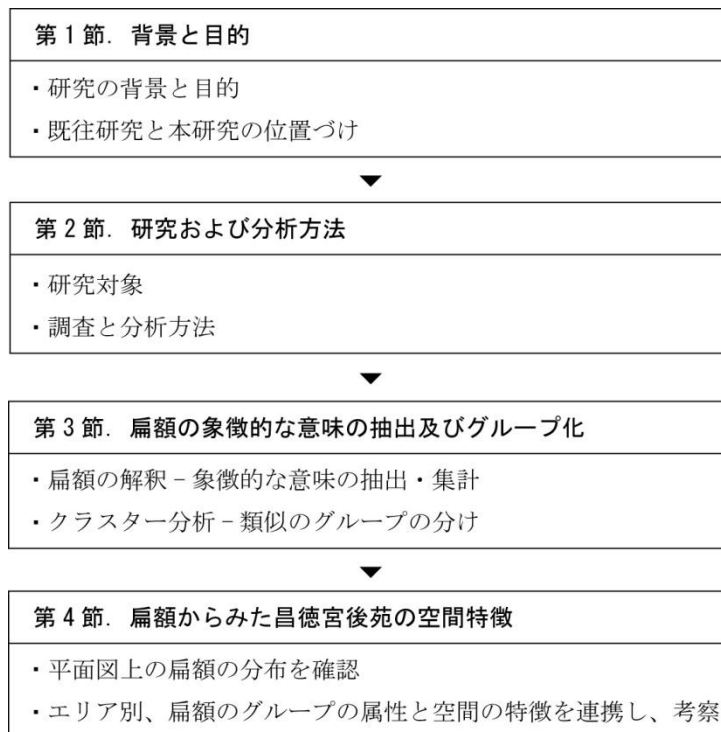 第1節. 背景と目的
・研究の背景と目的
・既往研究と本研究の位置づけ
▼
第2節. 研究および分析方法
・研究対象
・調査と分析方法
▼
第3節. 扁額の象徴的な意味の抽出及びグループ化
・扁額の解釈－象徴的な意味の抽出・集計
・クラスター分析－類似のグループの分け
▼
第4節. 扁額からみた昌徳宮後苑の空間特徴
・平面図上の扁額の分布を確認
・エリア別、扁額のグループの属性と空間の特徴を連携し、考察